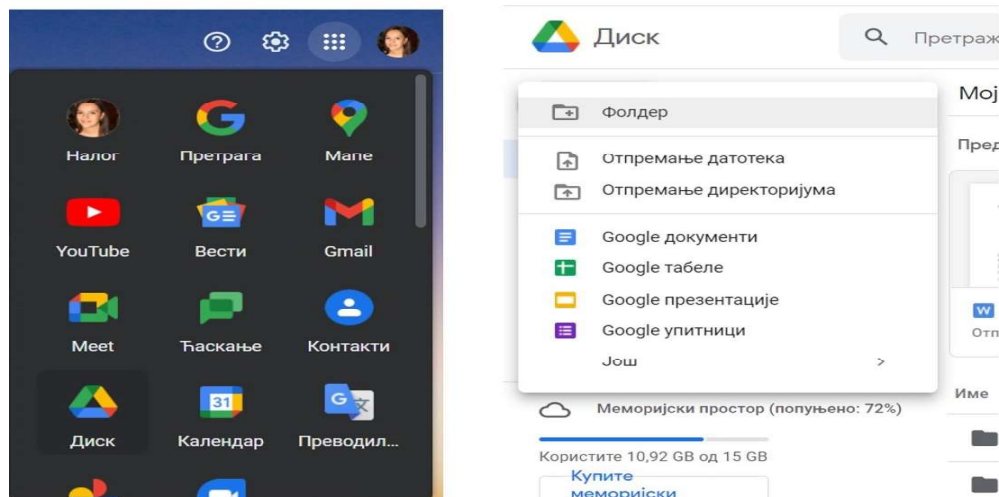 Налог Претрага Мапе
YouTube Вести Gmail
Meet Ћаскање Контакти
31
Диск Календар Преводил...
Диск
Претраж
Фолдер
Отпремање датотека
Отпремање директоријума
Google документи
Google табеле
Google презентације
Google упитници
Још
Меморијски простор (попуњено: 72%)
Користите 10,92 GB од 15 GB
Купите
меморијски
Мој
Пред
W
Отп
Име